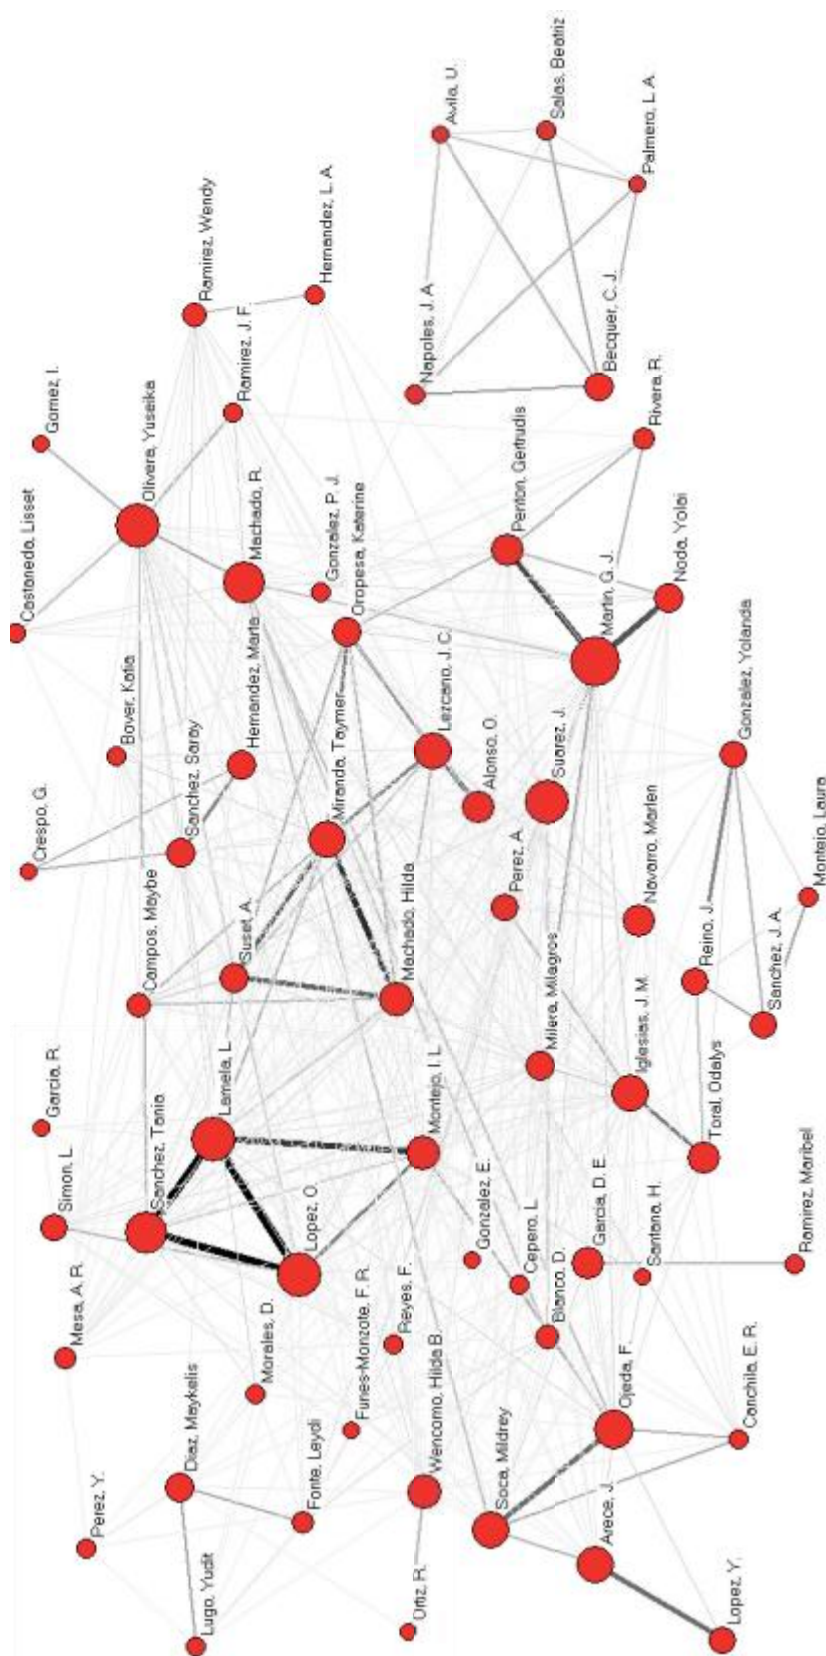 Avila, U.
Salas, Beatriz
Palmero, L. A.
Ramirez, Wendy
Hernandez, L. A.
Napoles, J. A
Becquer, C. J.
Gomez, I.
Ramirez, J. F.
Rivera, R.
Castaneda, Lisset
Olivera, Yuseika
Machado, R.
Gonzalez, P. J.
Oropesa, Katerine
Penton, Gertrudis
Martin, G. J.
Noda, Yolai
Bover, Katia
Hernandez, Marta
Lezcano, J. C.
Gonzalez, Yolanda
Crespo, G.
Sanchez, Saray
Miranda, Taymer
Alonso, O.
Suarez, J.
Montejo, Laura
Campos, Maybe
Suset, A.
Machado, Hilda
Perez, A.
Navarro, Marlen
Reino, J.
Sanchez, J. A.
Garcia, R.
Milera, Milagros
Iglesias, J. M.
Toral, Odalys
Simon, L.
Sanchez, Tania
Lamela, L
Montejo, I. L
Lopez, O.
Gonzalez, E.
Cepero, L.
Garcia, D. E.
Santana, H.
Ramirez, Maribel
Mesa, A. R.
Morales, D.
Reyes, F.
Blanco, D.
Funes-Monzote, F. R.
Diaz, Maykelis
Fonte, Leydi
Wencomo, Hilda B.
Ojeda, F.
Canchila, E. R.
Perez, Y.
Lugo, Yudit
Ortiz, R.
Soca, Mildrey
Arece, J.
Lopez, Y.